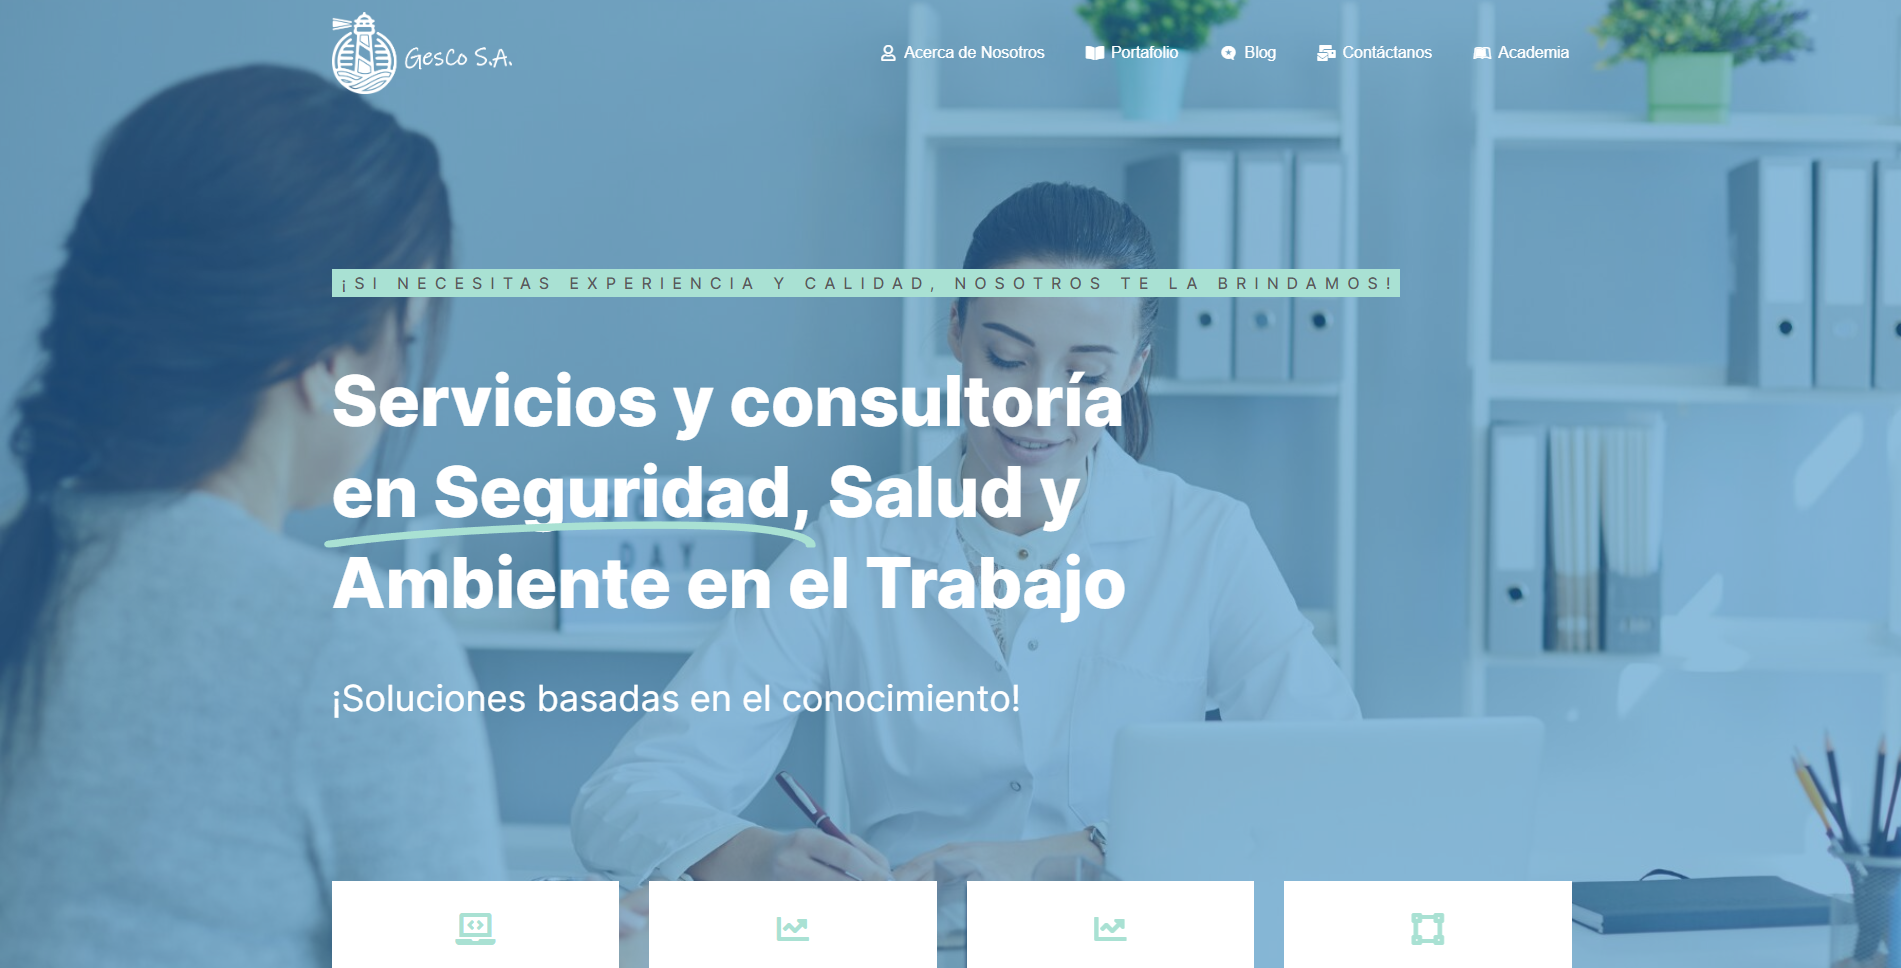 GesCo S.A.
Acerca de Nosotros
Portafolio
Blog
Contáctanos
Academia
¡SI NECESITAS EXPERIENCIA Y CALIDAD, NOSOTROS TE LA BRINDAMOS!
Servicios y consultoría
en Seguridad, Salud y
Ambiente en el Trabajo
DAY
¡Soluciones basadas en el conocimiento!